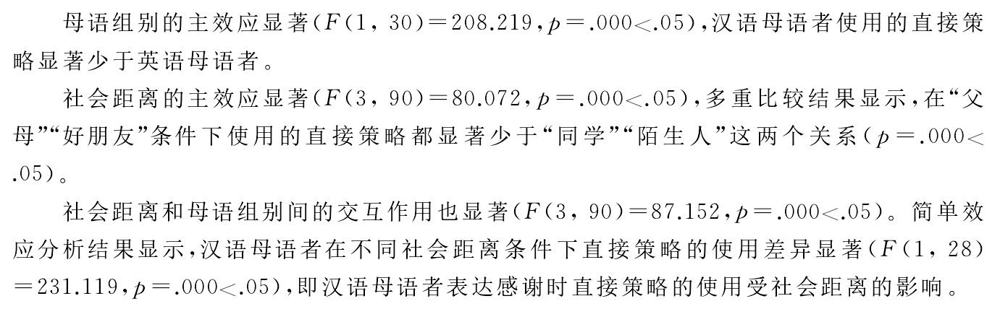 母语组别的主效应显著(F(1, 30)=208.219,p=.000<.05),汉语母语者使用的直接策
略显著少于英语母语者。
社会距离的主效应显著(F(3, 90)=80.072,p=.000<.05),多重比较结果显示,在“父
母”“好朋友”条件下使用的直接策略都显著少于“同学”“陌生人”这两个关系(p=.000<
.05)。
社会距离和母语组别间的交互作用也显著(F(3, 90)=87.152,p=.000<.05)。简单效
应分析结果显示,汉语母语者在不同社会距离条件下直接策略的使用差异显著(F(1, 28)
=231.119,p=.000<.05),即汉语母语者表达感谢时直接策略的使用受社会距离的影响。